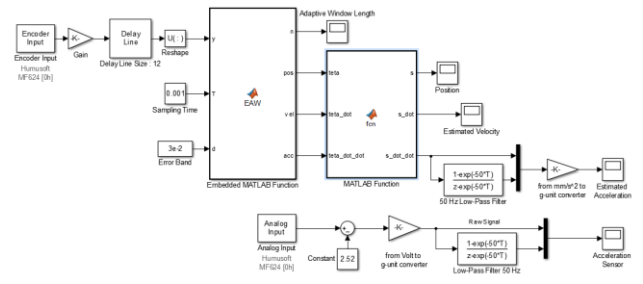 Encoder
Input
Encoder Input
Humusoft
MF624 [0h]
-K-
Gain
Delay
Line
Delay Line Size : 12
U( : )
Reshape
0.001
Sampling Time
3e-2
Error Band
y
T
d
EAW
n
pos
vel
acc
Embedded MATLAB Function
Adaptive Window Length
teta
teta_dot
teta_dot_dot
fcn
s
s_dot
s_dot_dot
MATLAB Function
Position
Estimated Velocity
1-exp(-50*T)
z-exp(-50*T)
50 Hz Low-Pass Filter
-K-
from mm/s^2 to
g-unit converter
Estimated
Acceleration
Analog
Input
Analog Input
Humusoft
MF624 [0h]
Constant
2.52
-K-
from Volt to
g-unit converter
Raw Signal
1-exp(-50*T)
z-exp(-50*T)
Low-Pass Filter 50 Hz
Acceleration
Sensor